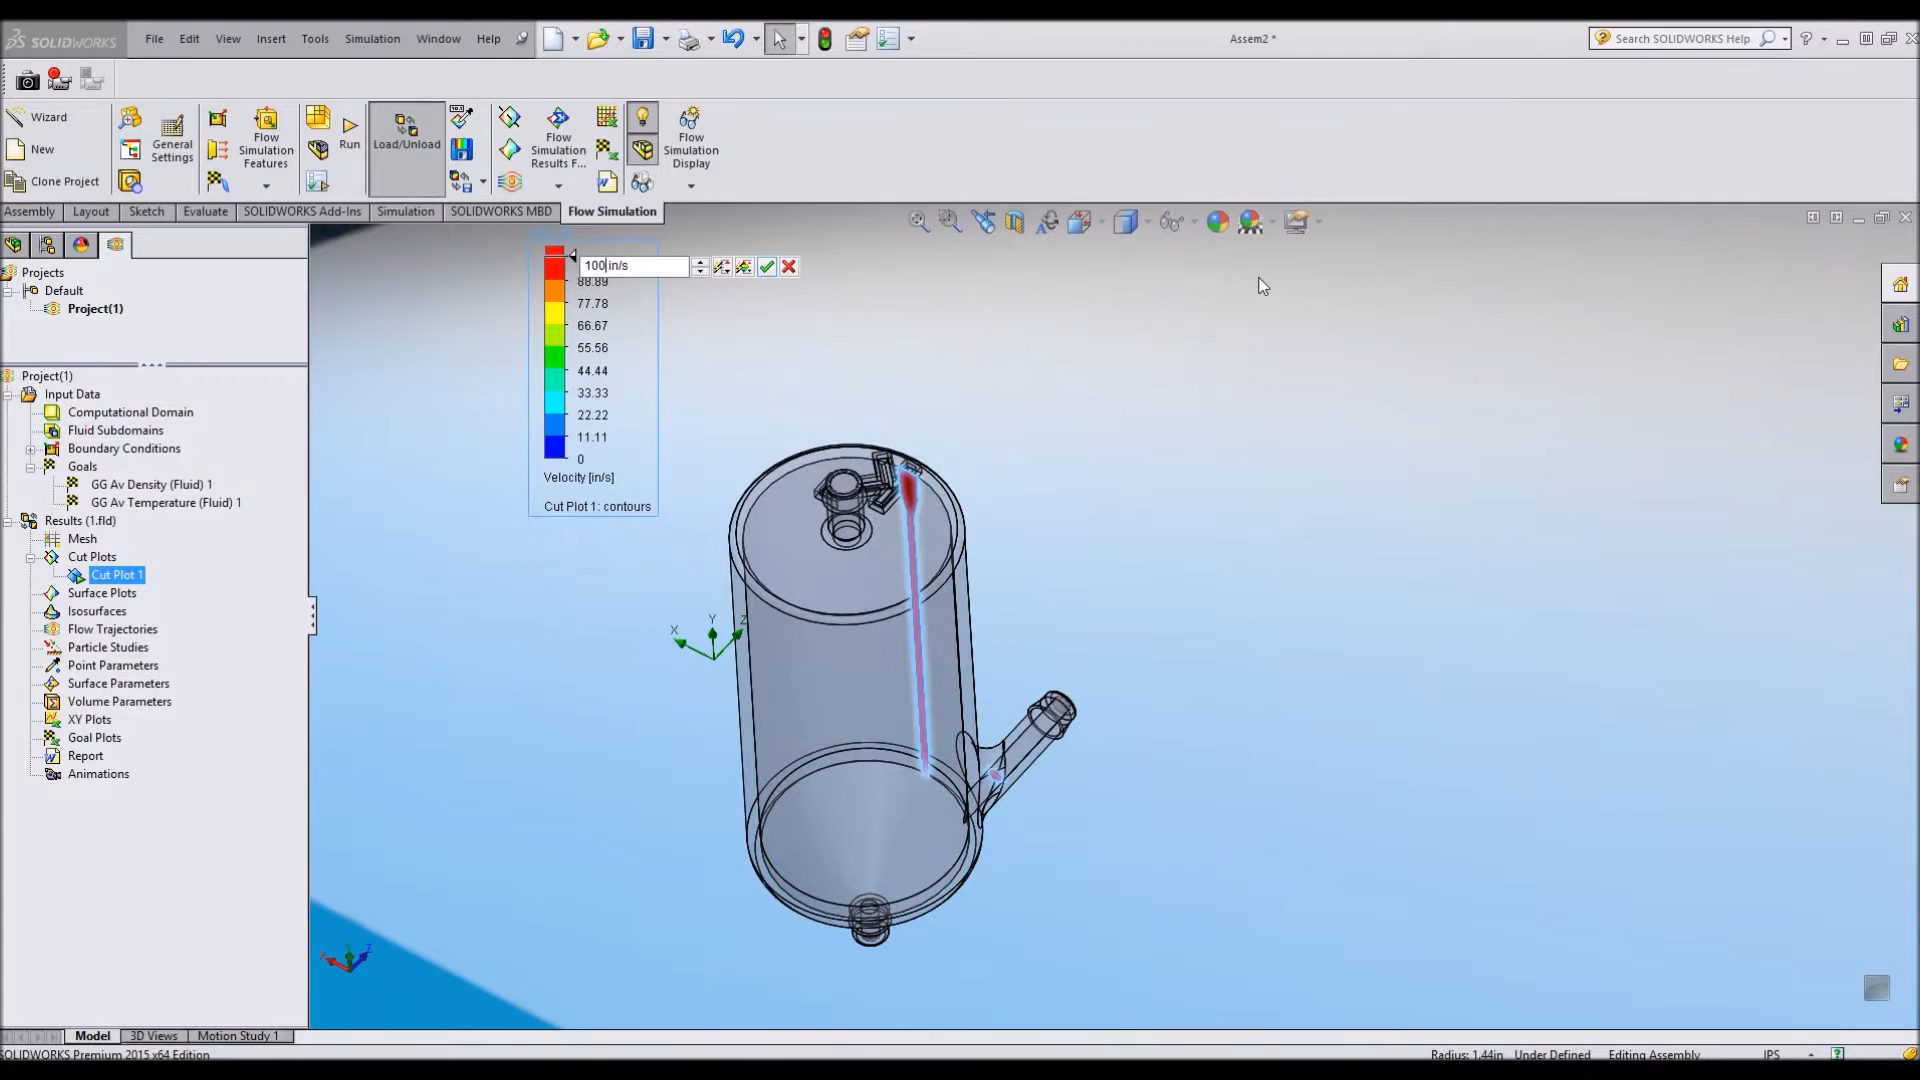 SOLIDWORKS File Edit View Insert Tools Simulation Window Help Assem2 * Search SOLIDWORKS Help
Wizard
New
Clone Project
General Settings
Flow Simulation Features
Run
Load/Unload
Flow Simulation Results F...
Flow Simulation Display
Assembly Layout Sketch Evaluate SOLIDWORKS Add-Ins Simulation SOLIDWORKS MBD Flow Simulation
Projects
Default
Project(1)
Project(1)
Input Data
Computational Domain
Fluid Subdomains
Boundary Conditions
Goals
GG Av Density (Fluid) 1
GG Av Temperature (Fluid) 1
Results (1.fld)
Mesh
Cut Plots
Cut Plot 1
Surface Plots
Isosurfaces
Flow Trajectories
Particle Studies
Point Parameters
Surface Parameters
Volume Parameters
XY Plots
Goal Plots
Report
Animations
100 in/s
88.89
77.78
66.67
55.56
44.44
33.33
22.22
11.11
0
Velocity [in/s]
Cut Plot 1: contours
X Y Z
Model 3D Views Motion Study 1
SOLIDWORKS Premium 2015 x64 Edition Radius: 1.44in Under Defined Editing Assembly IPS